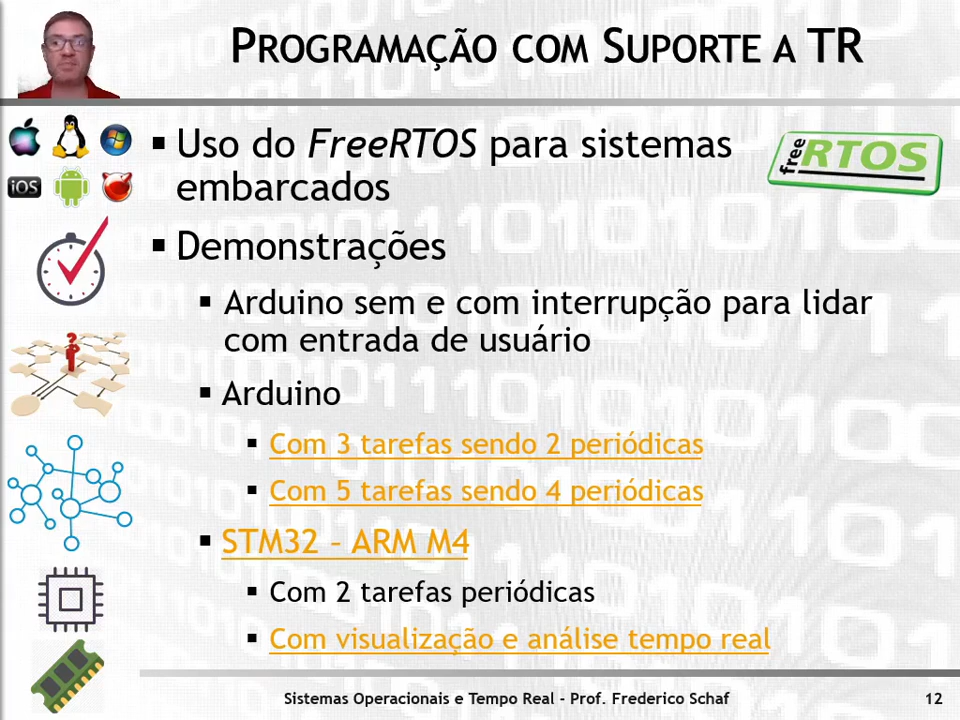 PROGRAMAÇÃO COM SUPORTE A TR
Uso do FreeRTOS para sistemas
embarcados
free RTOS
iOS
Demonstrações
Arduino sem e com interrupção para lidar
com entrada de usuário
Arduino
Com 3 tarefas sendo 2 periódicas
Com 5 tarefas sendo 4 periódicas
STM32 – ARM M4
Com 2 tarefas periódicas
Com visualização e análise tempo real
Sistemas Operacionais e Tempo Real - Prof. Frederico Schaf
12